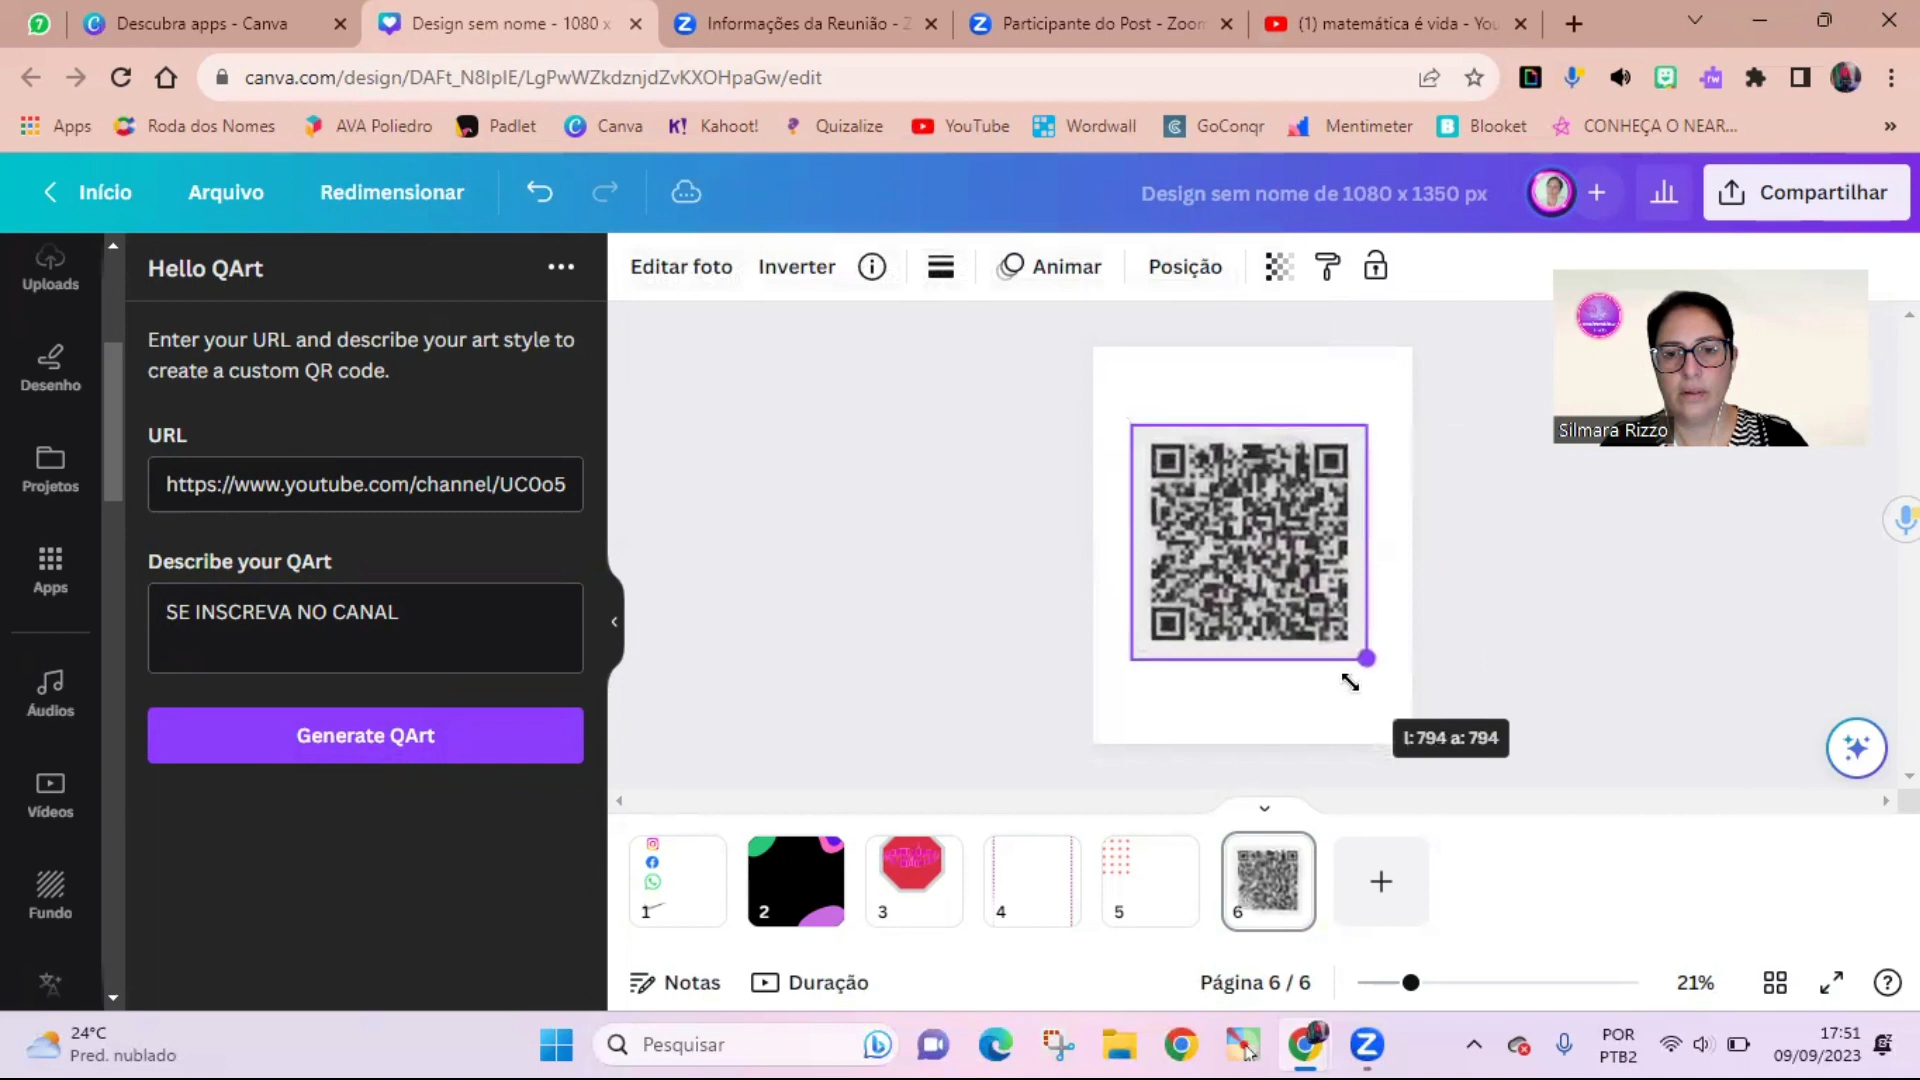 7
Descubra apps - Canva
Design sem nome - 1080 x
Informações da Reunião - Z
Participante do Post - Zoom
(1) matemática é vida - You
canva.com/design/DAFt_N8IpIE/LgPwWZkdznjdZvKXOHpaGw/edit
Apps
Roda dos Nomes
AVA Poliedro
Padlet
Canva
K! Kahoot!
Quizalize
YouTube
Wordwall
GoConqr
Mentimeter
B Blooket
CONHEÇA O NEAR...
Início
Arquivo
Redimensionar
Design sem nome de 1080 x 1350 px
Compartilhar
Uploads
Desenho
Projetos
Apps
Áudios
Vídeos
Fundo
Hello QArt
Enter your URL and describe your art style to
create a custom QR code.
URL
https://www.youtube.com/channel/UC0o5
Describe your QArt
SE INSCREVA NO CANAL
Generate QArt
Editar foto
Inverter
Animar
Posição
Silmara Rizzo
l: 794 a: 794
1
2
3
4
5
6
Notas
Duração
Página 6 / 6
21%
24°C
Pred. nublado
Pesquisar
POR
PTB2
17:51
09/09/2023